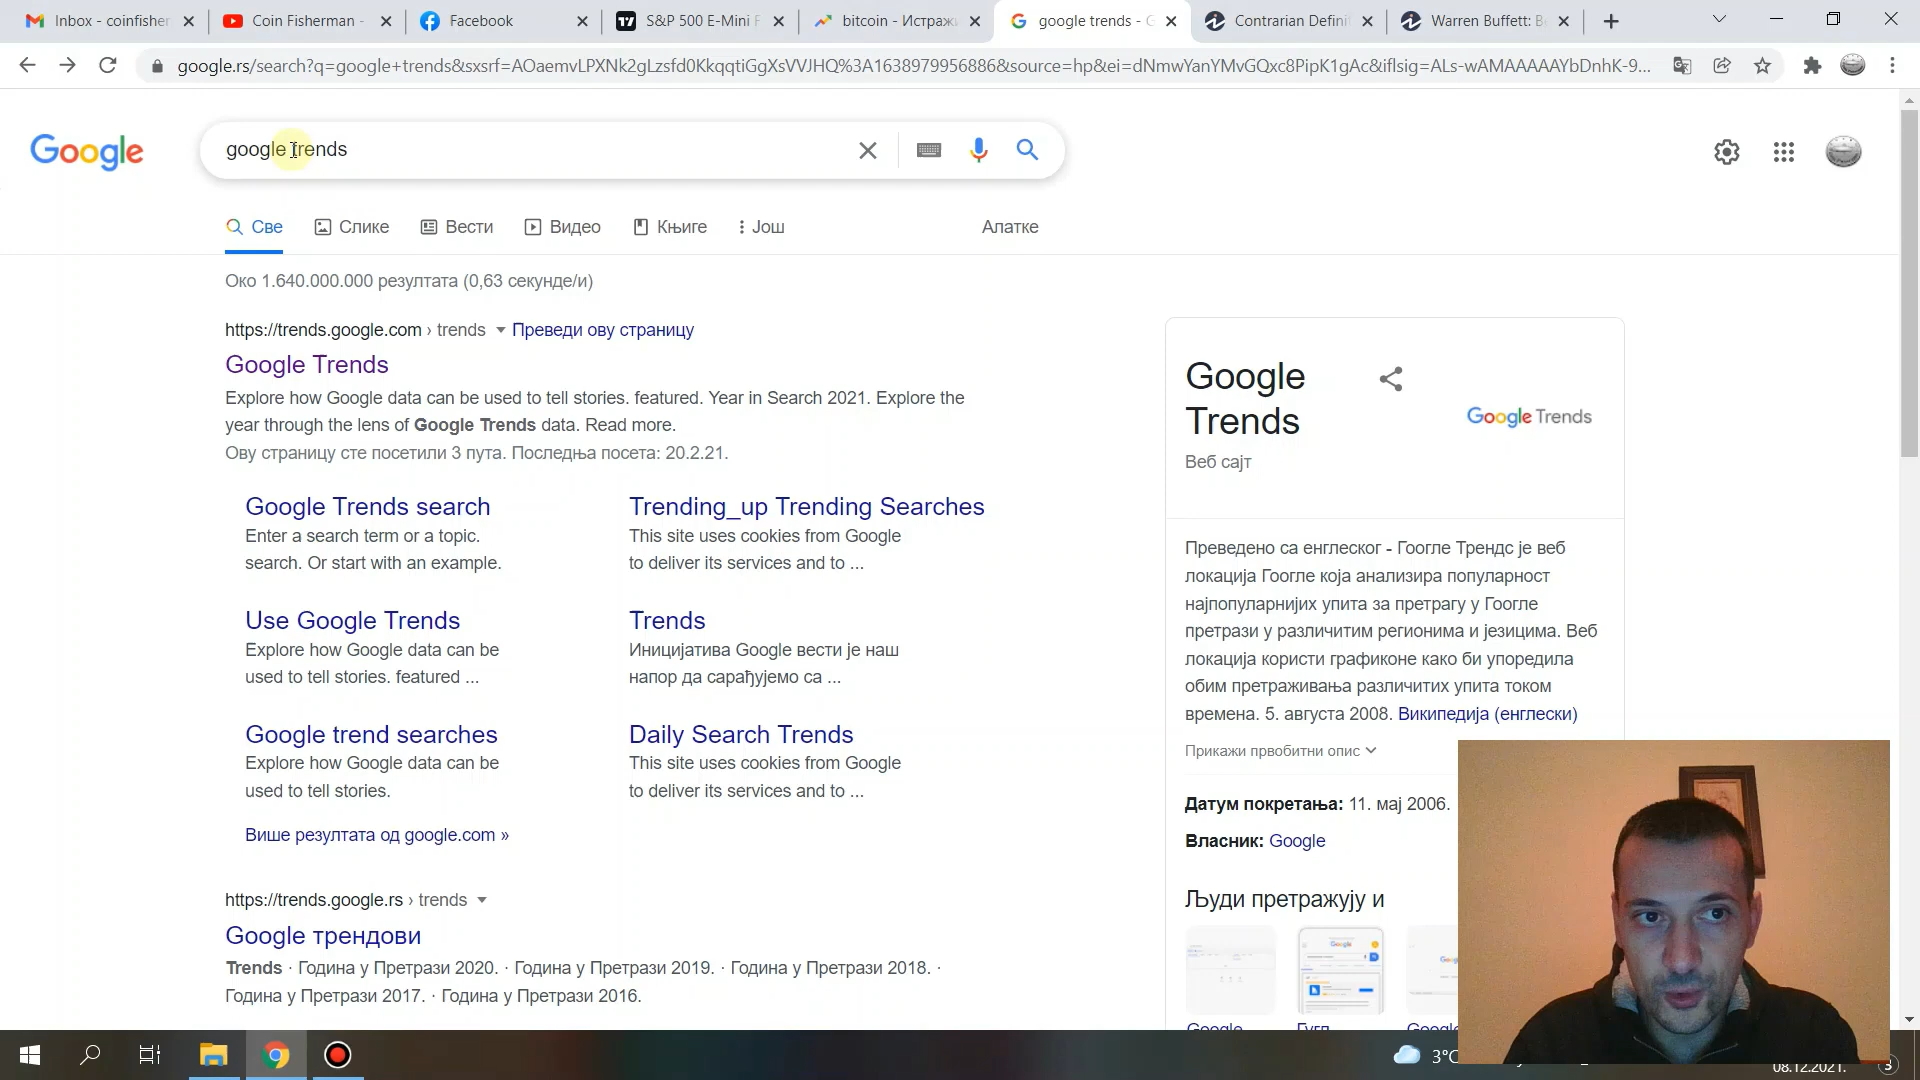 Inbox - coinfisher
Coin Fisherman -
Facebook
S&P 500 E-Mini F
bitcoin - Истраж
google trends - G
Contrarian Defini
Warren Buffett: B
google.rs/search?q=google+trends&sxsrf=AOaemvLPXNk2gLzsfd0KkqqtiGgXsVVJHQ%3A1638979956886&source=hp&ei=dNmwYanYMvGQxc8PipK1gAc&iflsig=ALs-wAMAAAAAYbDnhK-9...
Google
google trends
Све
Слике
Вести
Видео
Књиге
Још
Алатке
Око 1.640.000.000 резултата (0,63 секунде/и)
https://trends.google.com › trends Преведи ову страницу
Google Trends
Explore how Google data can be used to tell stories. featured. Year in Search 2021. Explore the
year through the lens of Google Trends data. Read more.
Ову страницу сте посетили 3 пута. Последња посета: 20.2.21.
Google Trends search
Enter a search term or a topic.
search. Or start with an example.
Trending_up Trending Searches
This site uses cookies from Google
to deliver its services and to ...
Use Google Trends
Explore how Google data can be
used to tell stories. featured ...
Trends
Иницијатива Google вести је наш
напор да сарађујемо са ...
Google trend searches
Explore how Google data can be
used to tell stories.
Daily Search Trends
This site uses cookies from Google
to deliver its services and to ...
Више резултата од google.com »
https://trends.google.rs › trends
Google трендови
Trends · Година у Претрази 2020. · Година у Претрази 2019. · Година у Претрази 2018. ·
Година у Претрази 2017. · Година у Претрази 2016.
Google
Trends
Google Trends
Веб сајт
Преведено са енглеског - Гоогле Трендс је веб
локација Гоогле која анализира популарност
најпопуларнијих упита за претрагу у Гоогле
претрази у различитим регионима и језицима. Веб
локација користи графиконе како би упоредила
обим претраживања различитих упита током
времена. 5. августа 2008. Википедија (енглески)
Прикажи првобитни опис
Датум покретања: 11. мај 2006.
Власник: Google
Људи претражују и
Google
Гугл
Google
3°C
08.12.2021.
3